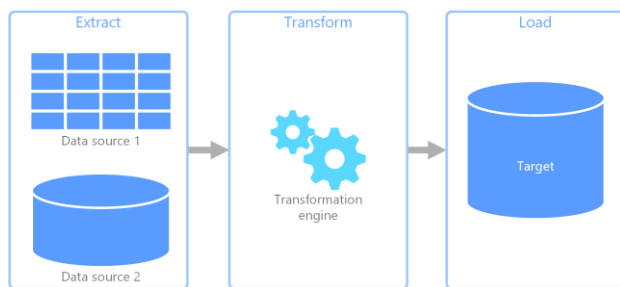 Extract
Data source 1
Data source 2
Transform
Transformation
engine
Load
Target